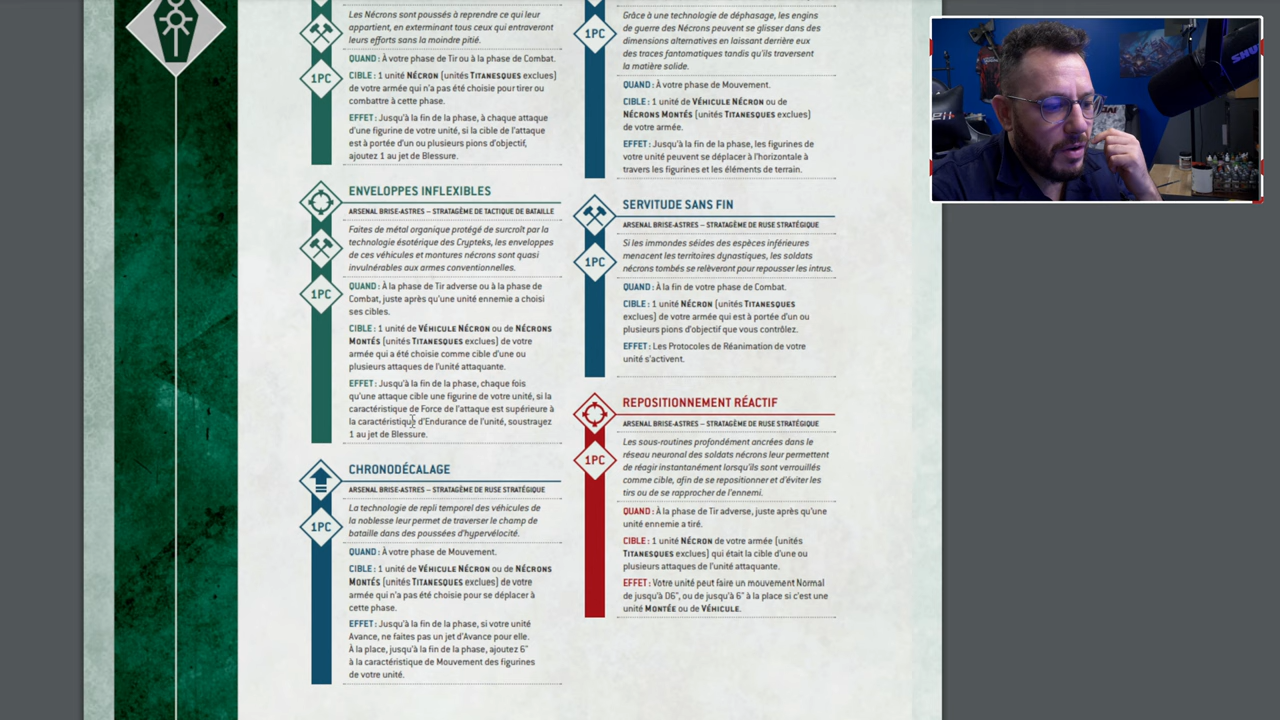 Les Nécrons sont poussés à reprendre ce qui leur
appartient, en exterminant tous ceux qui entraveront
leurs efforts sans la moindre pitié.
1PC
QUAND : À votre phase de Tir ou à la phase de Combat.
CIBLE : 1 unité NÉCRON (unités TITANESQUES exclues)
de votre armée qui n'a pas été choisie pour tirer ou
combattre à cette phase.
EFFET : Jusqu'à la fin de la phase, à chaque attaque
d'une figurine de votre unité, si la cible de l'attaque
est à portée d'un ou plusieurs pions d'objectif,
ajoutez 1 au jet de Blessure.
ENVELOPPES INFLEXIBLES
ARSENAL BRISE-ASTRES – STRATAGÈME DE TACTIQUE DE BATAILLE
Faites de métal organique protégé de surcroît par la
technologie ésotérique des Crypteks, les enveloppes
de ces véhicules et montures nécrons sont quasi
invulnérables aux armes conventionnelles.
1PC
QUAND : À la phase de Tir adverse ou à la phase de
Combat, juste après qu'une unité ennemie a choisi
ses cibles.
CIBLE : 1 unité de VÉHICULE NÉCRON ou de NÉCRONS
MONTÉS (unités TITANESQUES exclues) de votre
armée qui a été choisie comme cible d'une ou
plusieurs attaques de l'unité attaquante.
EFFET : Jusqu'à la fin de la phase, chaque fois
qu'une attaque cible une figurine de votre unité, si la
caractéristique de Force de l'attaque est supérieure à
la caractéristique d'Endurance de l'unité, soustrayez
1 au jet de Blessure.
CHRONODÉCALAGE
ARSENAL BRISE-ASTRES – STRATAGÈME DE RUSE STRATÉGIQUE
La technologie de repli temporel des véhicules de
la noblesse leur permet de traverser le champ de
bataille dans des poussées d'hypervélocité.
1PC
QUAND : À votre phase de Mouvement.
CIBLE : 1 unité de VÉHICULE NÉCRON ou de NÉCRONS
MONTÉS (unités TITANESQUES exclues) de votre
armée qui n'a pas été choisie pour se déplacer à
cette phase.
EFFET : Jusqu'à la fin de la phase, si votre unité
Avance, ne faites pas un jet d'Avance pour elle.
À la place, jusqu'à la fin de la phase, ajoutez 6"
à la caractéristique de Mouvement des figurines
de votre unité.
Grâce à une technologie de déphasage, les engins
de guerre des Nécrons peuvent se glisser dans des
dimensions alternatives en laissant derrière eux
des traces fantomatiques tandis qu'ils traversent
la matière solide.
1PC
QUAND : À votre phase de Mouvement.
CIBLE : 1 unité de VÉHICULE NÉCRON ou de
NÉCRONS MONTÉS (unités TITANESQUES exclues)
de votre armée.
EFFET : Jusqu'à la fin de la phase, les figurines de
votre unité peuvent se déplacer à l'horizontale à
travers les figurines et les éléments de terrain.
SERVITUDE SANS FIN
ARSENAL BRISE-ASTRES – STRATAGÈME DE RUSE STRATÉGIQUE
Si les immondes séides des espèces inférieures
menacent les territoires dynastiques, les soldats
nécrons tombés se relèveront pour repousser les intrus.
1PC
QUAND : À la fin de votre phase de Combat.
CIBLE : 1 unité NÉCRON (unités TITANESQUES
exclues) de votre armée qui est à portée d'un ou
plusieurs pions d'objectif que vous contrôlez.
EFFET : Les Protocoles de Réanimation de votre
unité s'activent.
REPOSITIONNEMENT RÉACTIF
ARSENAL BRISE-ASTRES – STRATAGÈME DE RUSE STRATÉGIQUE
Les sous-routines profondément ancrées dans le
réseau neuronal des soldats nécrons leur permettent
de réagir instantanément lorsqu'ils sont verrouillés
comme cible, afin de se repositionner et d'éviter les
tirs ou de se rapprocher de l'ennemi.
1PC
QUAND : À la phase de Tir adverse, juste après qu'une
unité ennemie a tiré.
CIBLE : 1 unité NÉCRON de votre armée (unités
TITANESQUES exclues) qui était la cible d'une ou
plusieurs attaques de l'unité attaquante.
EFFET : Votre unité peut faire un mouvement Normal
de jusqu'à D6", ou de jusqu'à 6" à la place si c'est une
unité MONTÉE ou de VÉHICULE.
SHU